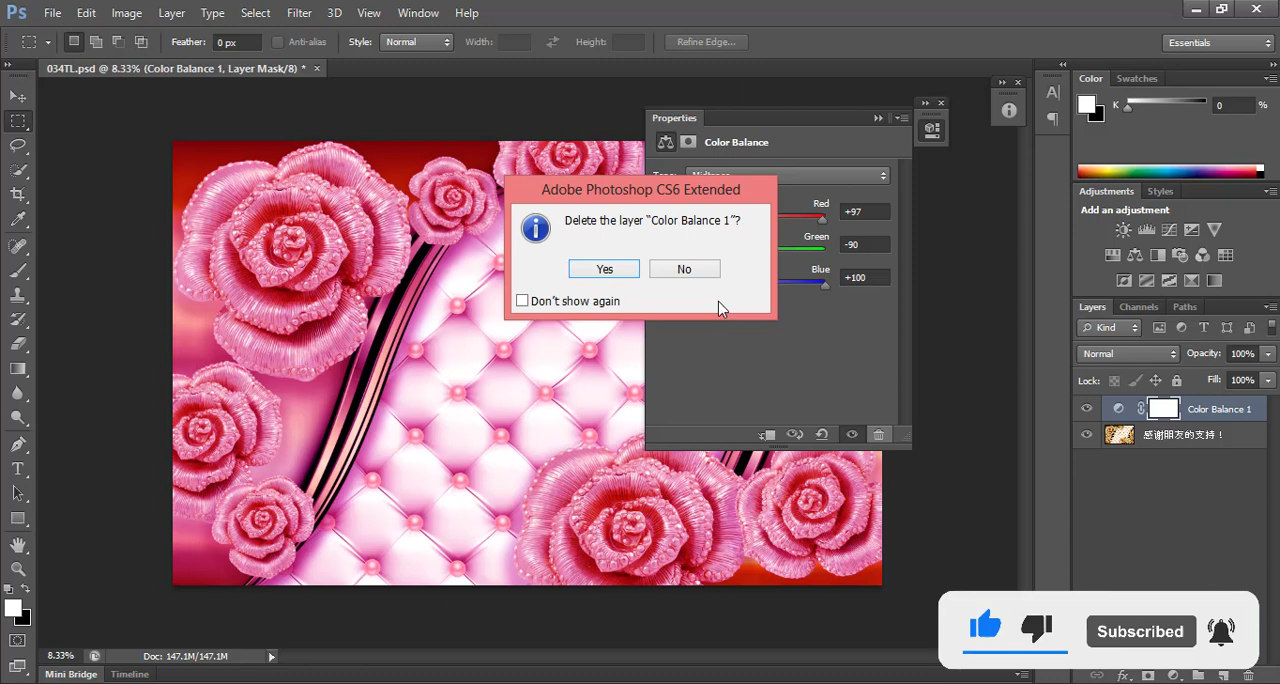 Ps File Edit Image Layer Type Select Filter 3D View Window Help
Feather: 0 px Anti-alias Style: Normal Width: Height: Refine Edge... Essentials
034TL.psd @ 8.33% (Color Balance 1, Layer Mask/8) * ×
Properties
Color Balance
Red +97
Green -90
Blue +100
Adobe Photoshop CS6 Extended
Delete the layer "Color Balance 1"?
Yes No
Don't show again
Color Swatches
K 0 %
Adjustments Styles
Add an adjustment
Layers Channels Paths
Kind
Normal Opacity: 100%
Lock: Fill: 100%
Color Balance 1
感谢朋友的支持！
Subscribed
8.33% Doc: 147.1M/147.1M
Mini Bridge Timeline